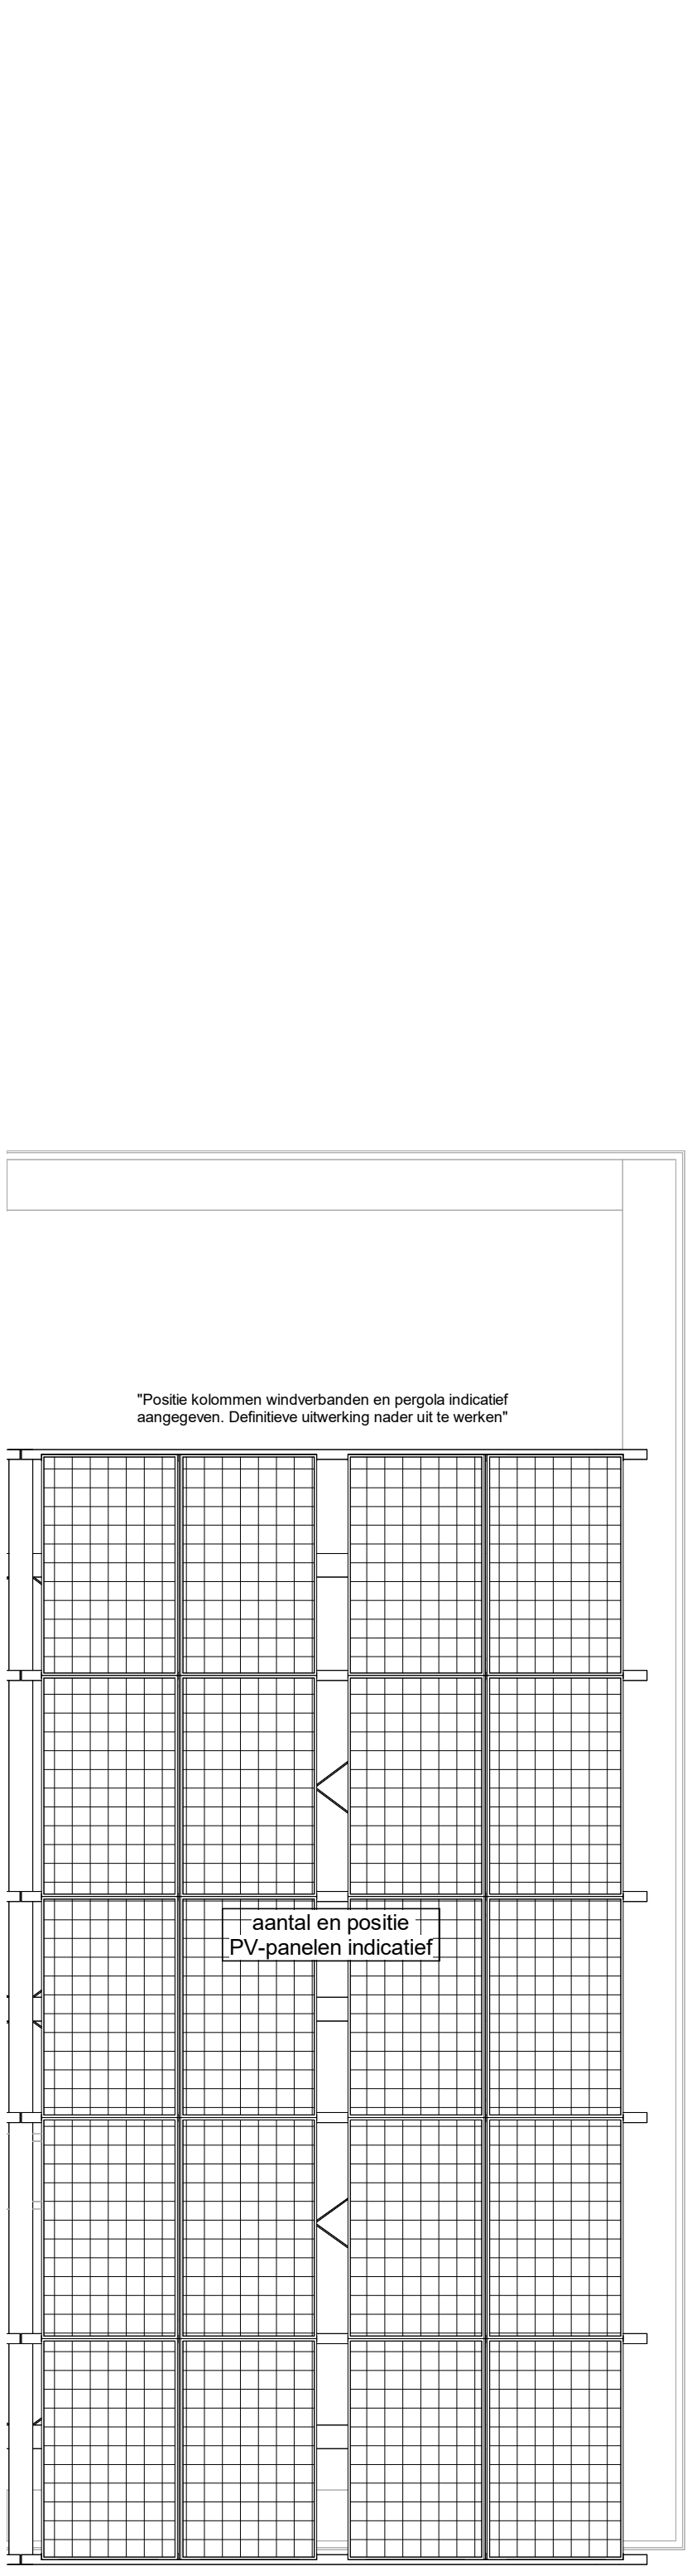 "Positie kolommen windverbanden en pergola indicatief
aangegeven. Definitieve uitwerking nader uit te werken"
aantal en positie
PV-panelen indicatief